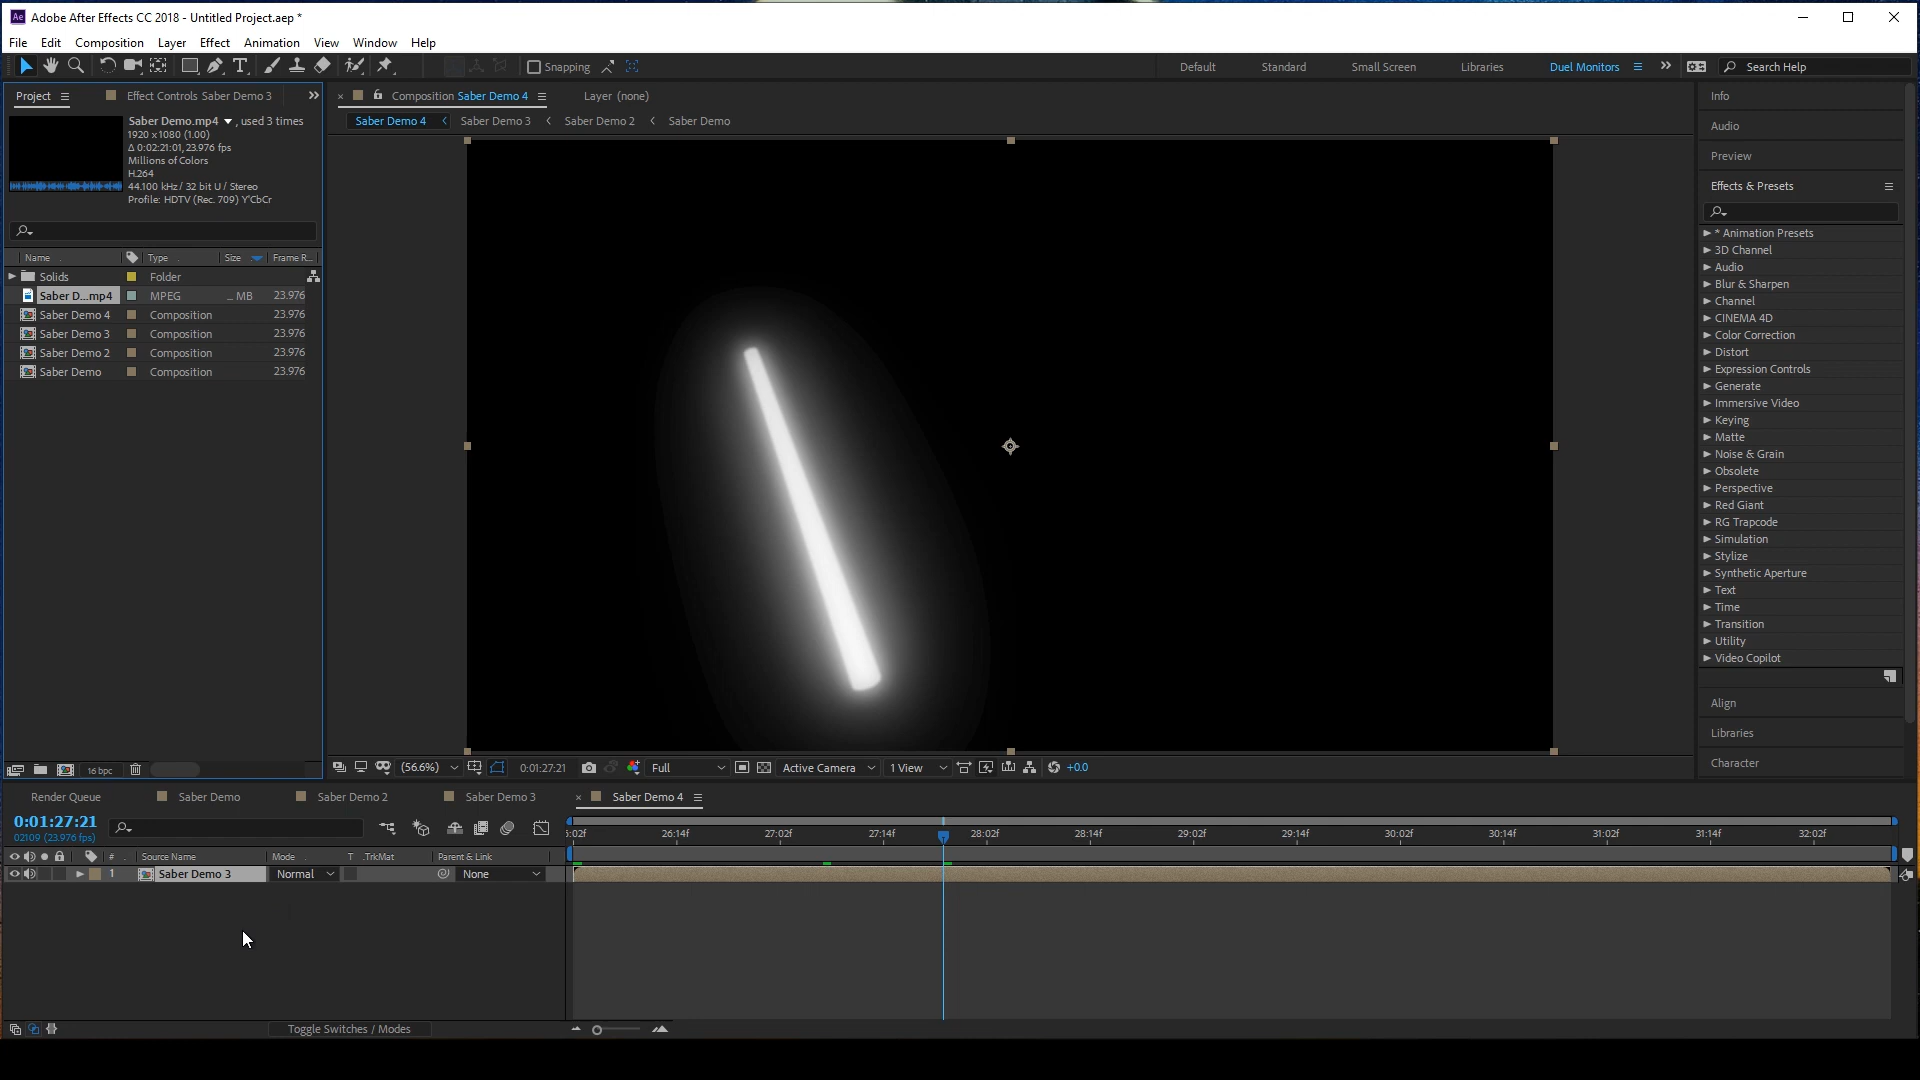 Ae Adobe After Effects CC 2018 - Untitled Project.aep *
File Edit Composition Layer Effect Animation View Window Help
Snapping Default Standard Small Screen Libraries Duel Monitors Search Help
Project Effect Controls Saber Demo 3
Saber Demo.mp4 , used 3 times
1920 x 1080 (1.00)
Δ 0:02:21:01, 23.976 fps
Millions of Colors
H.264
44.100 kHz / 32 bit U / Stereo
Profile: HDTV (Rec. 709) Y'CbCr
Name Type Size Frame R...
Solids Folder
Saber D...mp4 MPEG ... MB 23.976
Saber Demo 4 Composition 23.976
Saber Demo 3 Composition 23.976
Saber Demo 2 Composition 23.976
Saber Demo Composition 23.976
16 bpc
Composition Saber Demo 4 Layer (none)
Saber Demo 4 Saber Demo 3 Saber Demo 2 Saber Demo
(56.6%) 0:01:27:21 Full Active Camera 1 View +0.0
Info
Audio
Preview
Effects & Presets
* Animation Presets
3D Channel
Audio
Blur & Sharpen
Channel
CINEMA 4D
Color Correction
Distort
Expression Controls
Generate
Immersive Video
Keying
Matte
Noise & Grain
Obsolete
Perspective
Red Giant
RG Trapcode
Simulation
Stylize
Synthetic Aperture
Text
Time
Transition
Utility
Video Copilot
Align
Libraries
Character
Render Queue Saber Demo Saber Demo 2 Saber Demo 3 Saber Demo 4
0:01:27:21
02109 (23.976 fps)
5:02f 26:14f 27:02f 27:14f 28:02f 28:14f 29:02f 29:14f 30:02f 30:14f 31:02f 31:14f 32:02f
# Source Name Mode T .TrkMat Parent & Link
1 Saber Demo 3 Normal None
Toggle Switches / Modes